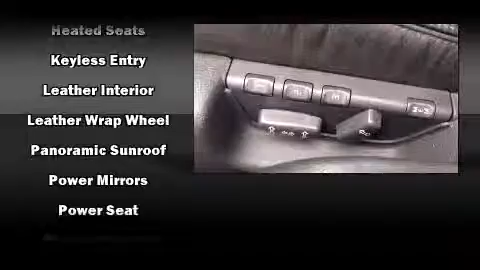 Heated Seats
Keyless Entry
Leather Interior
Leather Wrap Wheel
Panoramic Sunroof
Power Mirrors
Power Seat